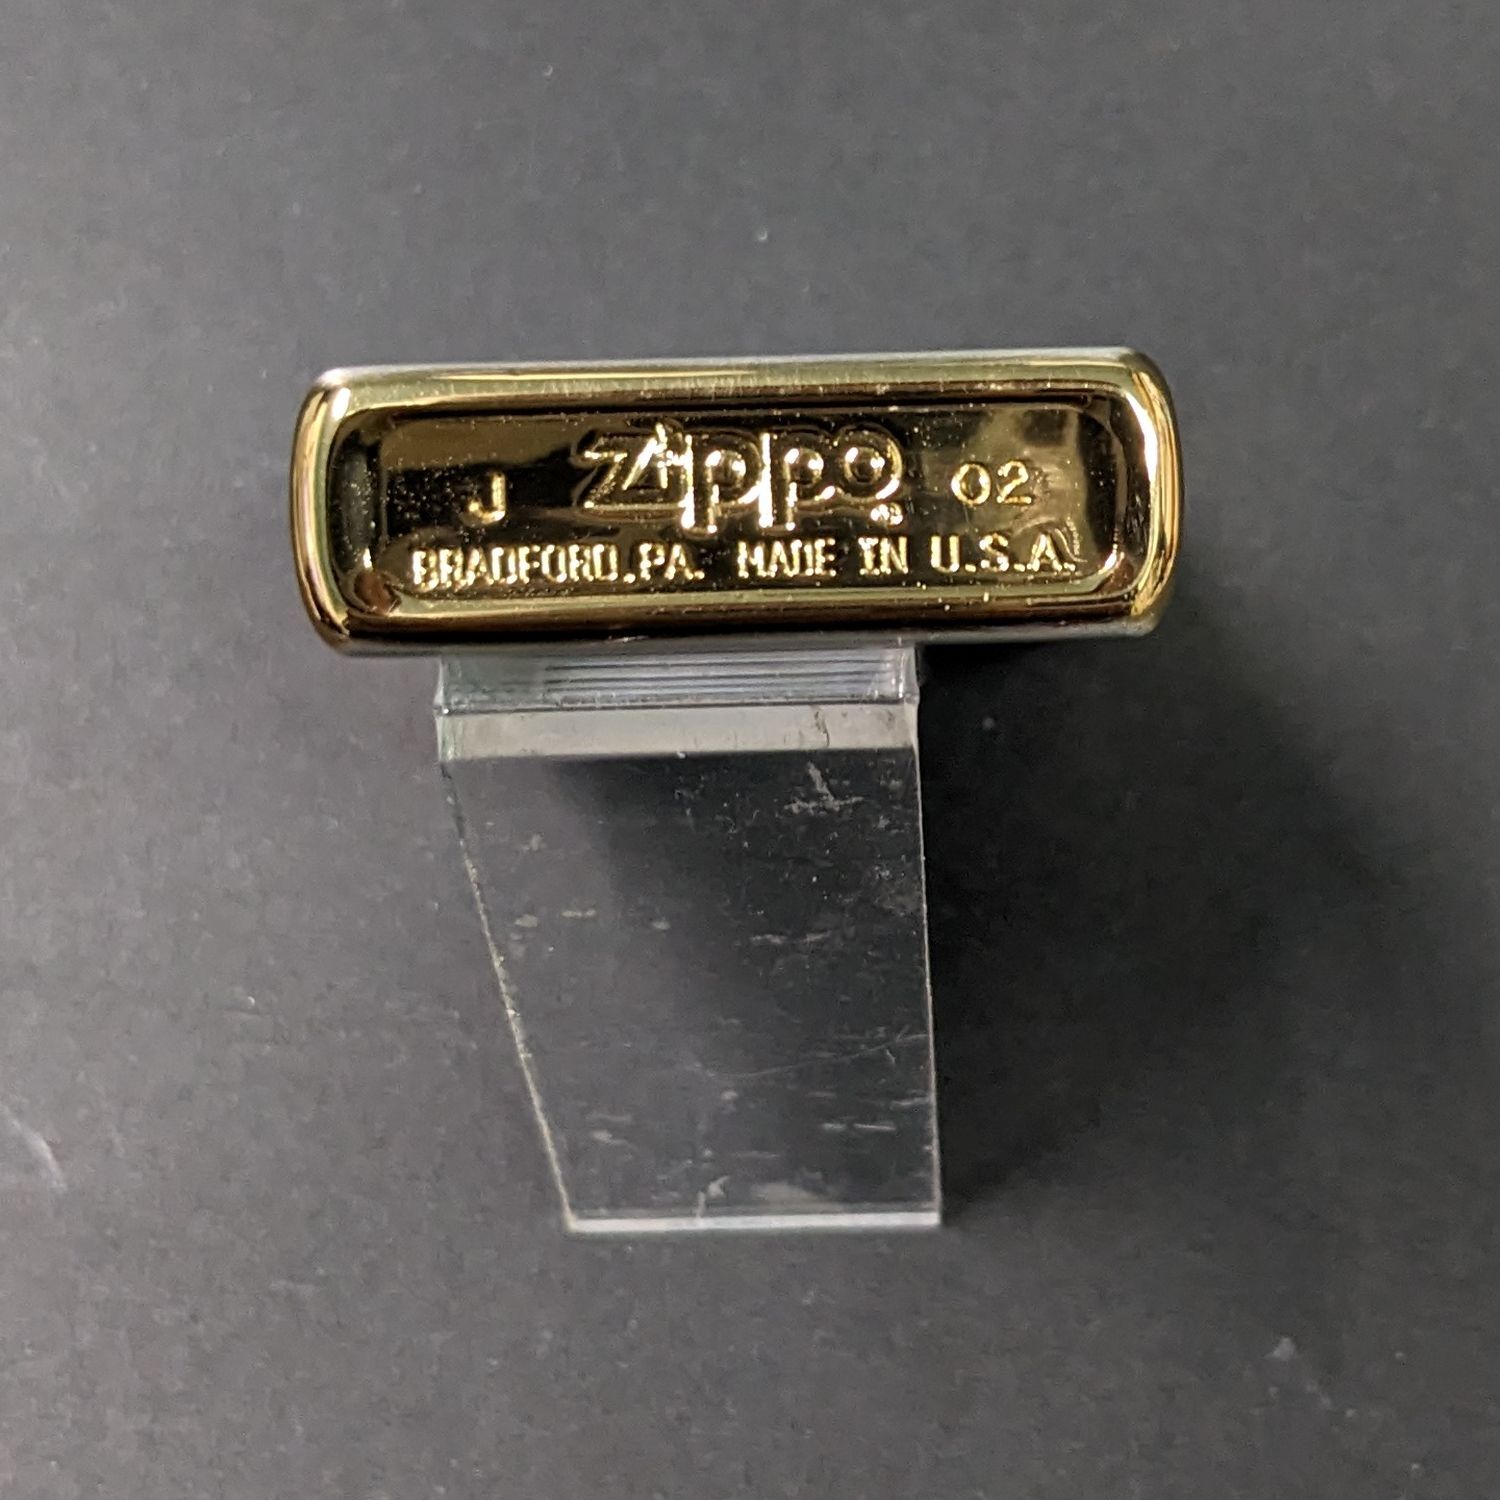 J Zippo ® 02
BRADFORD, PA. MADE IN U.S.A.